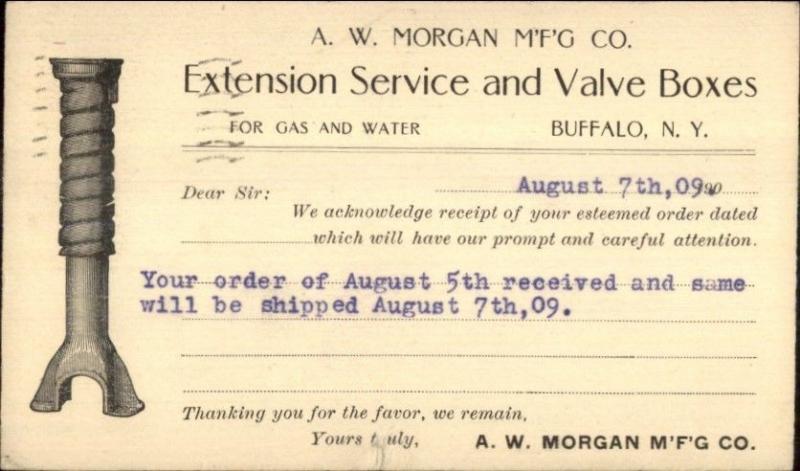 A. W. MORGAN M'F'G CO.
Extension Service and Valve Boxes
FOR GAS AND WATER BUFFALO, N. Y.
August 7th,09.
Dear Sir:
We acknowledge receipt of your esteemed order dated
which will have our prompt and careful attention.
Your order of August 5th received and same
will be shipped August 7th,09.
Thanking you for the favor, we remain,
Yours t uly, A. W. MORGAN M'F'G CO.